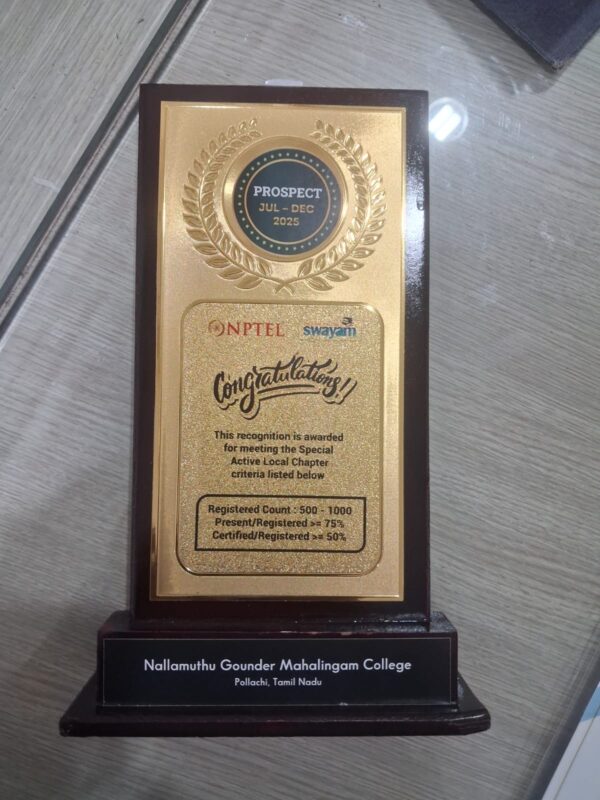 PROSPECT
JUL – DEC
2025
NPTEL swayam
Congratulations!!
This recognition is awarded
for meeting the Special
Active Local Chapter
criteria listed below
Registered Count : 500 - 1000
Present/Registered >= 75%
Certified/Registered >= 50%
Nallamuthu Gounder Mahalingam College
Pollachi, Tamil Nadu